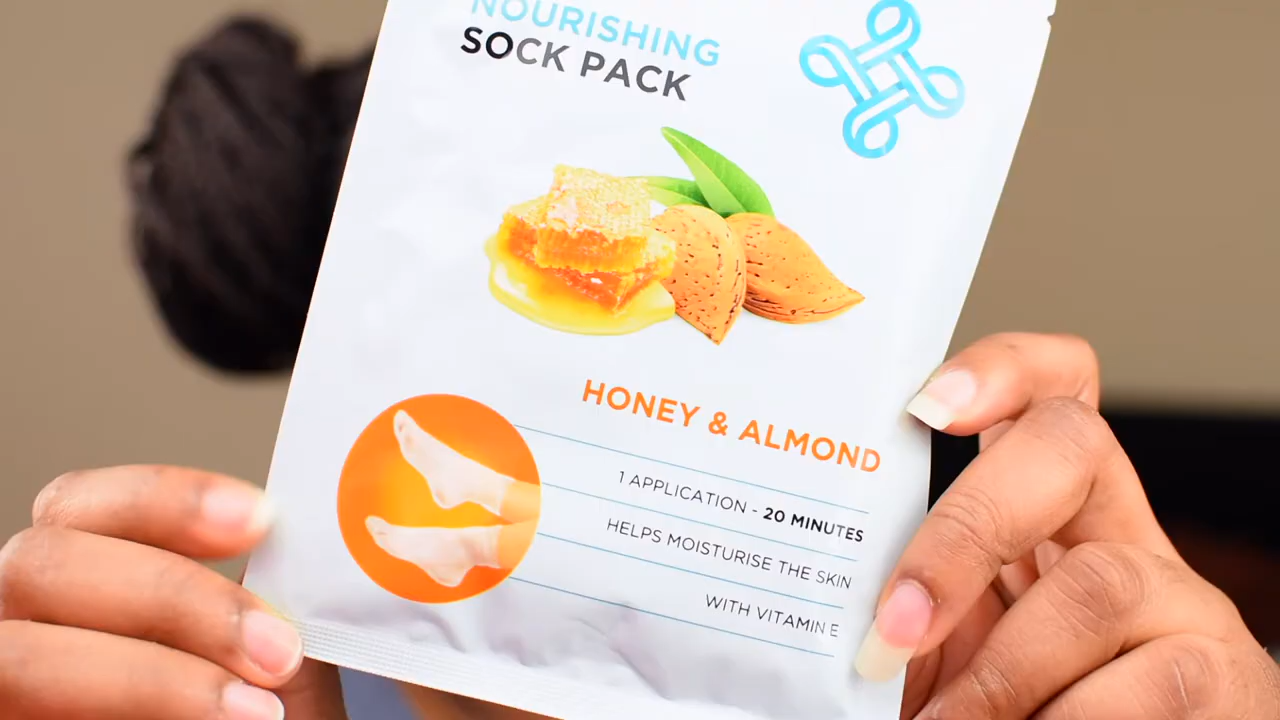 NOURISHING
SOCK PACK
HONEY & ALMOND
1 APPLICATION - 20 MINUTES
HELPS MOISTURISE THE SKIN
WITH VITAMIN E